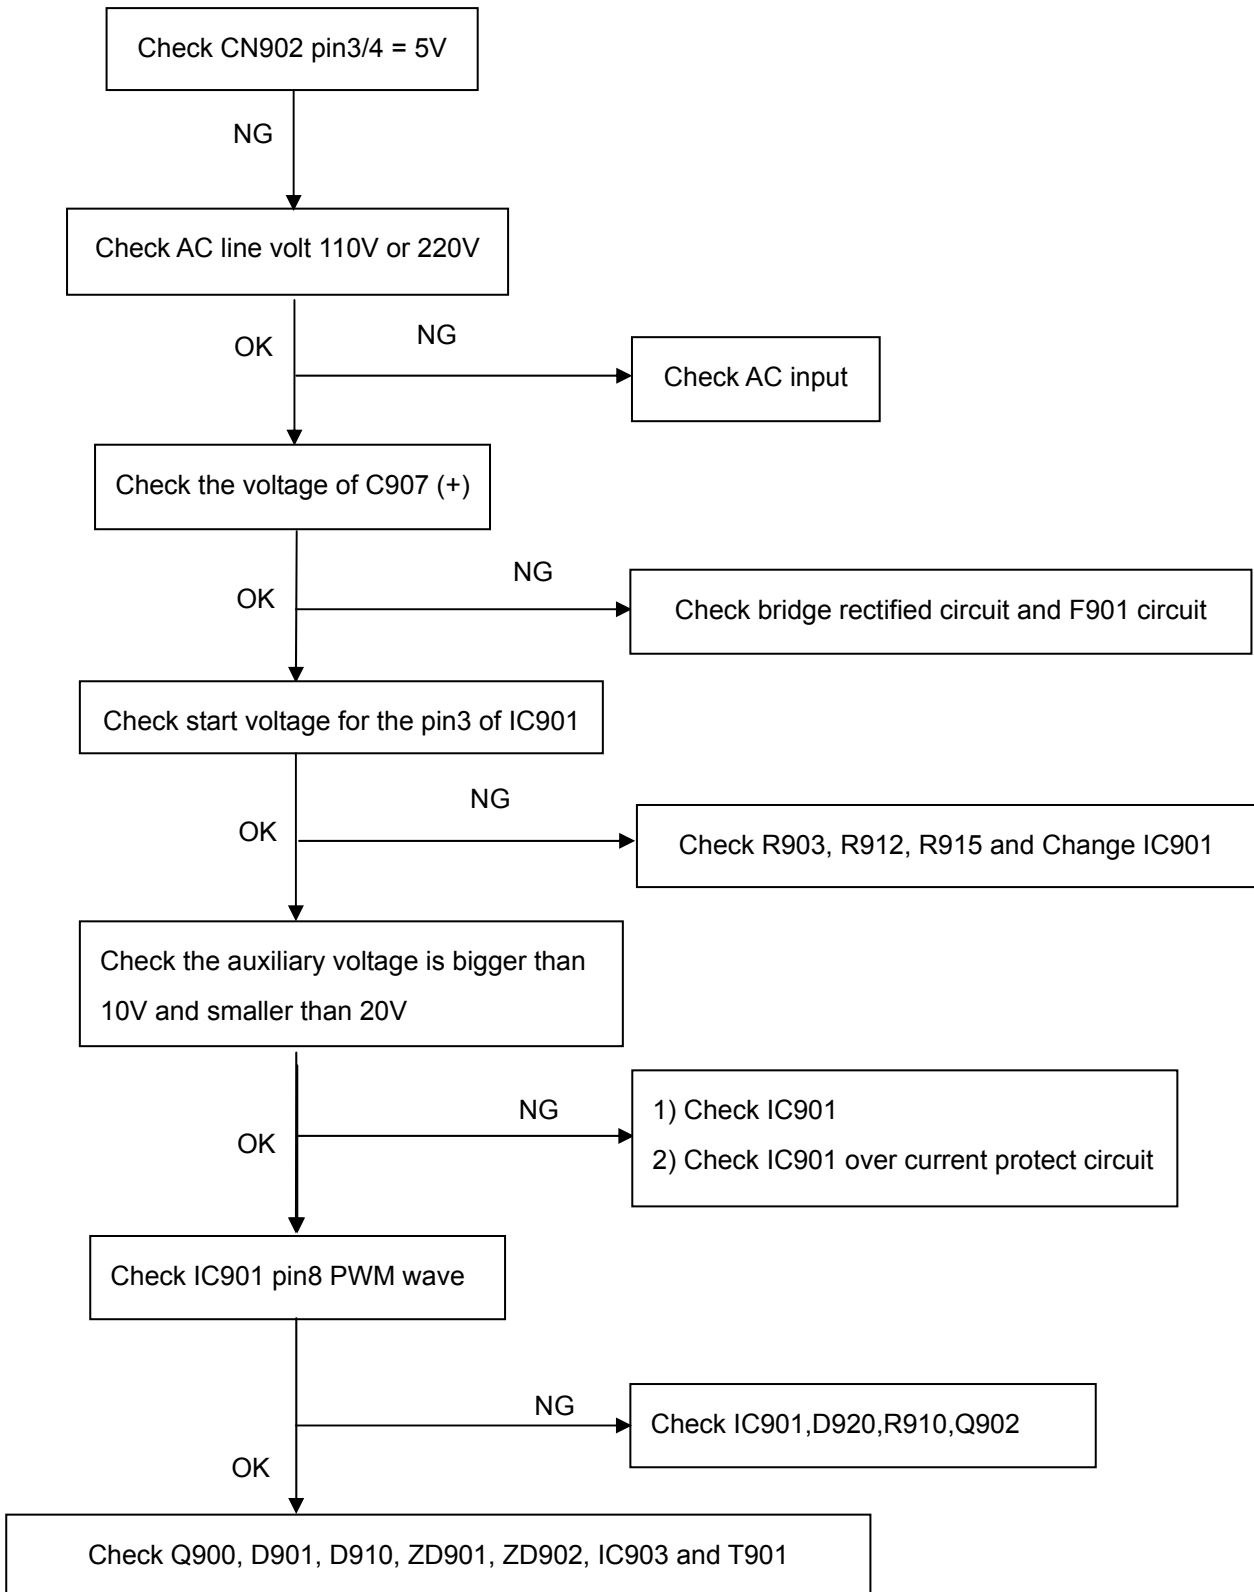 Check CN902 pin3/4 = 5V
NG
Check AC line volt 110V or 220V
OK
NG
Check AC input
Check the voltage of C907 (+)
OK
NG
Check bridge rectified circuit and F901 circuit
Check start voltage for the pin3 of IC901
OK
NG
Check R903, R912, R915 and Change IC901
Check the auxiliary voltage is bigger than
10V and smaller than 20V
OK
NG
1) Check IC901
2) Check IC901 over current protect circuit
Check IC901 pin8 PWM wave
NG
Check IC901,D920,R910,Q902
OK
Check Q900, D901, D910, ZD901, ZD902, IC903 and T901